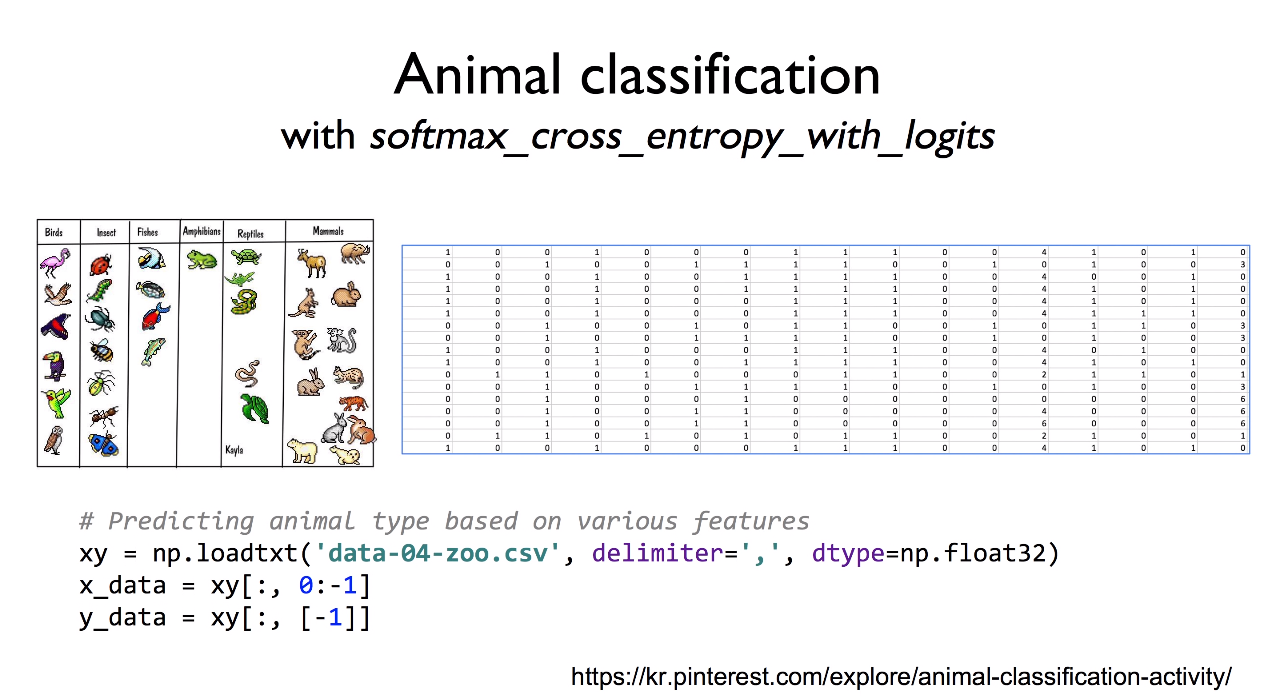 Animal classification
with softmax_cross_entropy_with_logits
Birds Insect Fishes Amphibians Reptiles Mammals
Kayla
1 0 0 1 0 0 0 1 1 1 0 0 4 1 0 1 0
0 0 1 0 0 1 1 1 1 0 0 1 0 1 0 0 3
1 0 0 1 0 0 1 1 1 1 0 0 4 0 0 1 0
1 0 0 1 0 0 1 1 1 1 0 0 4 1 0 1 0
1 0 0 1 0 0 0 1 1 1 0 0 4 1 0 1 0
1 0 0 1 0 0 0 1 1 1 0 0 4 1 1 1 0
0 0 1 0 0 1 0 1 1 0 0 1 0 1 1 0 3
0 0 1 0 0 1 1 1 1 0 0 1 0 1 0 0 3
1 0 0 1 0 0 0 1 1 1 0 0 4 0 1 0 0
1 0 0 1 0 0 1 1 1 1 0 0 4 1 0 1 0
0 1 1 0 1 0 0 0 1 1 0 0 2 1 1 0 1
0 0 1 0 0 1 1 1 1 0 0 1 0 1 0 0 3
0 0 1 0 0 0 1 0 0 0 0 0 0 0 0 0 6
0 0 1 0 0 1 1 0 0 0 0 0 4 0 0 0 6
0 0 1 0 0 1 1 0 0 0 0 0 6 0 0 0 6
0 1 1 0 1 0 1 0 1 1 0 0 2 1 0 0 1
1 0 0 1 0 0 0 1 1 1 0 0 4 1 0 1 0
# Predicting animal type based on various features
xy = np.loadtxt('data-04-zoo.csv', delimiter=',', dtype=np.float32)
x_data = xy[:, 0:-1]
y_data = xy[:, [-1]]
https://kr.pinterest.com/explore/animal-classification-activity/